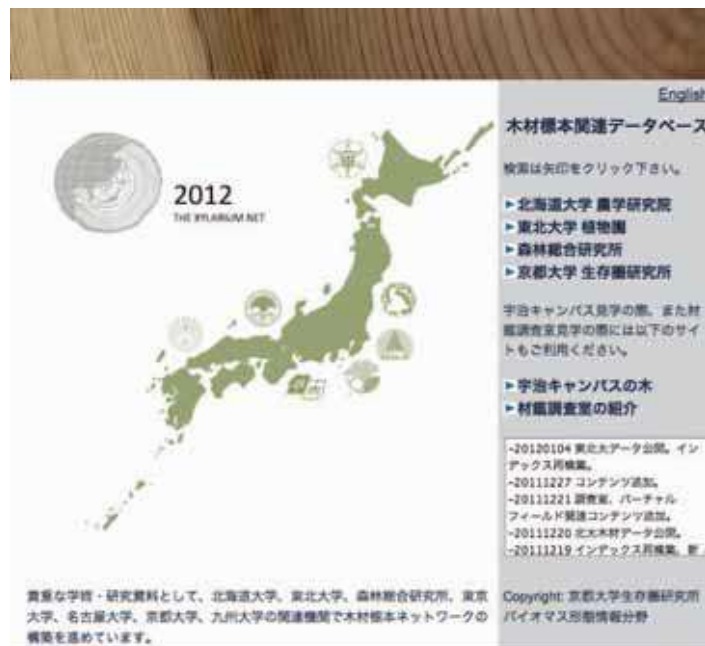 English
木材標本関連データベース
検索は矢印をクリック下さい。
北海道大学 農学研究院
東北大学 植物園
森林総合研究所
京都大学 生存圏研究所
宇治キャンパス見学の際、また材
鑑調査室見学の際には以下のサイ
トもご利用ください。
宇治キャンパスの木
材鑑調査室の紹介
2012
THE XYLARIUM NET
-20120104 東北大データ公開。イン
デックス再構築。
-20111227 コンテンツ追加。
-20111221 調査室、バーチャル
フィールド関連コンテンツ追加。
-20111220 北大木材データ公開。
-20111219 インデックス再構築、新
貴重な学術・研究資料として、北海道大学、東北大学、森林総合研究所、東京
大学、名古屋大学、京都大学、九州大学の関連機関で木材標本ネットワークの
構築を進めています。
Copyright: 京都大学生存圏研究所
バイオマス形態情報分野